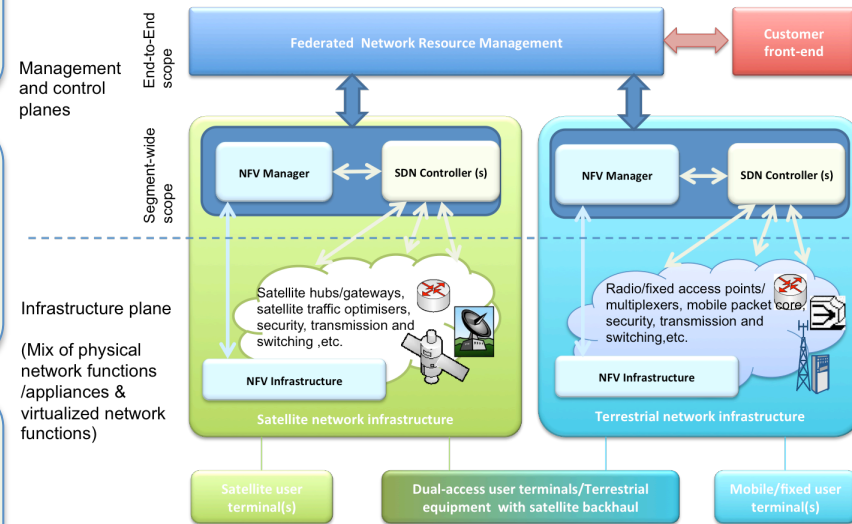 Management
and control
planes
End-to-End
scope
Federated Network Resource Management
Customer
front-end
Segment-wide
scope
NFV Manager
SDN Controller (s)
NFV Manager
SDN Controller (s)
Infrastructure plane
(Mix of physical
network functions
/appliances &
virtualized network
functions)
Satellite hubs/gateways,
satellite traffic optimisers,
security, transmission and
switching ,etc.
NFV Infrastructure
Satellite network infrastructure
Radio/fixed access points/
multiplexers, mobile packet core,
security, transmission and
switching,etc.
NFV Infrastructure
Terrestrial network infrastructure
Satellite user
terminal(s)
Dual-access user terminals/Terrestrial
equipment with satellite backhaul
Mobile/fixed user
terminal(s)